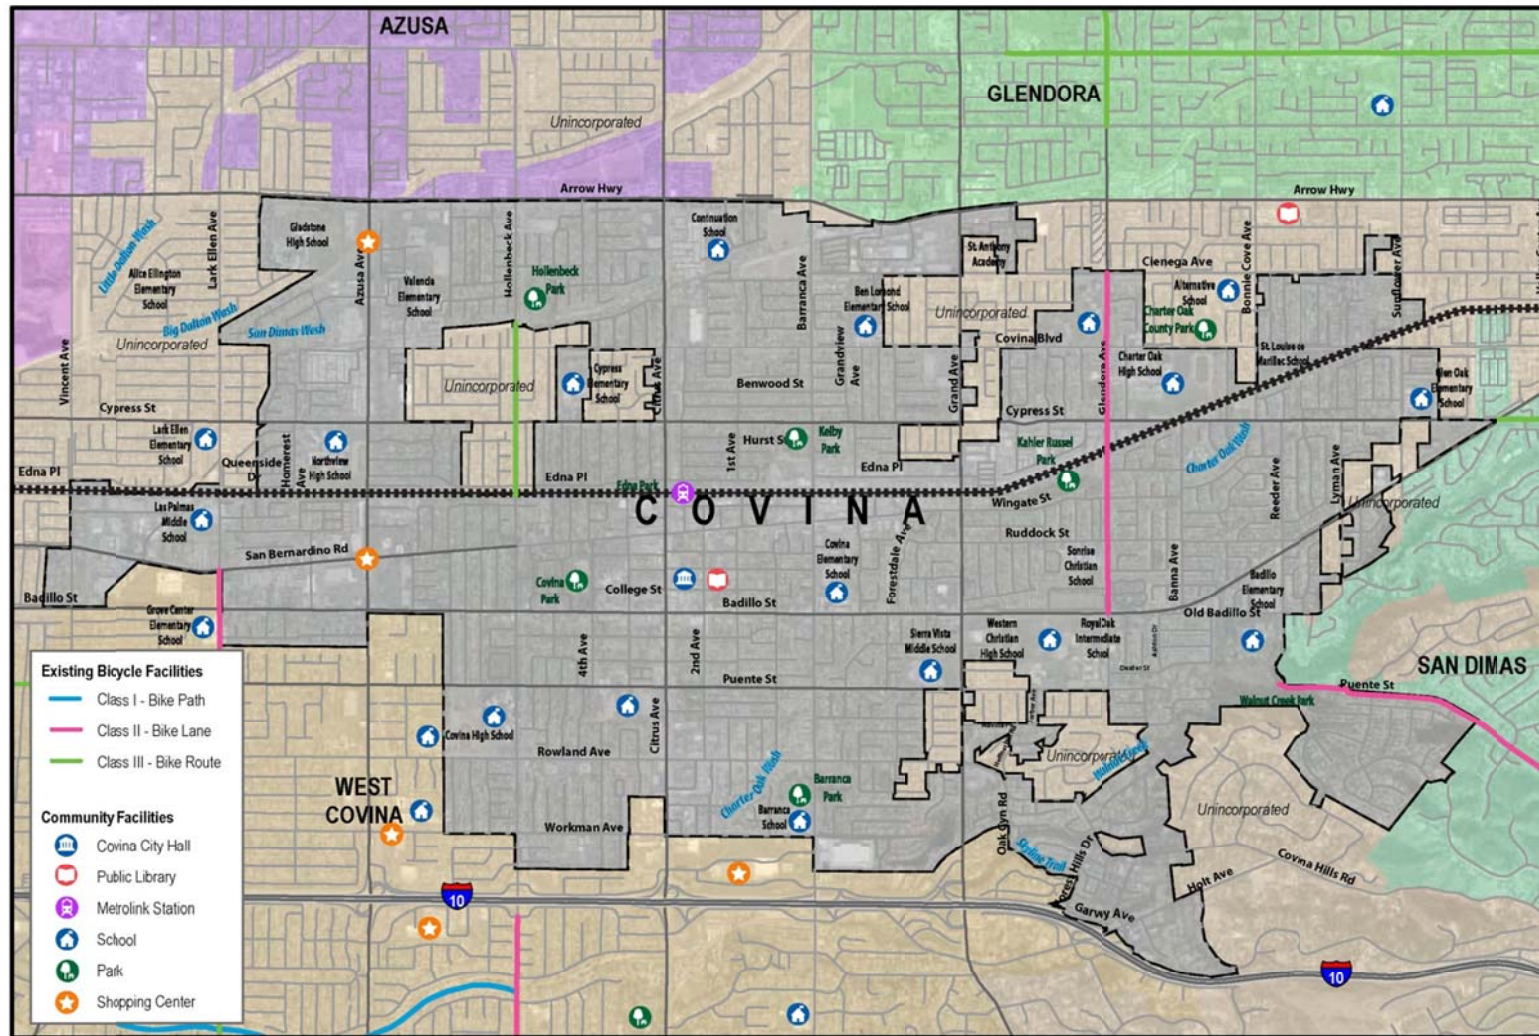 AZUSA
GLENDORA
Unincorporated
Arrow Hwy
Arrow Hwy
Little Dalton Wash
Lark Ellen Ave
Gladstone
High School
Azusa Ave
Hollenbeck Ave
Continuation
School
St. Anthony
Academy
Cienega Ave
Bonnie Cove Ave
Sunflower Ave
Alice Ellington
Elementary
School
Valencia
Elementary
School
Hollenbeck
Park
Barranca Ave
Ben Lomond
Elementary School
Unincorporated
Alternative
School
Charter Oak
County Park
Big Dalton Wash
San Dimas Wash
Unincorporated
Vincent Ave
Covina Blvd
Glendora Ave
St. Louise de
Marillac School
Grandview
Ave
Grand Ave
Charter Oak
High School
Glen Oak
Elementary
School
Unincorporated
Cypress
Elementary
School
Citrus Ave
Benwood St
Cypress St
Cypress St
Lark Ellen
Elementary
School
Queenside
Dr
Homerest
Ave
Northview
High School
1st Ave
Hurst St
Kelby
Park
Kahler Russel
Park
Charter Oak Wash
Edna Pl
Edna Pl
Edna Pl
Edna Park
Reeder Ave
Lyman Ave
Unincorporated
COVINA
Wingate St
Las Palmas
Middle
School
San Bernardino Rd
Ruddock St
Forestdale Ave
Covina
Elementary
School
Sonrise
Christian
School
Banna Ave
Badillo
Elementary
School
Covina
Park
College St
Badillo St
Badillo St
Old Badillo St
Grove Center
Elementary
School
4th Ave
2nd Ave
Sierra Vista
Middle School
Western
Christian
High School
Royal Oak
Intermediate
School
Ashton Dr
Dexter St
SAN DIMAS
Puente St
Puente St
Walnut Creek Park
Covina High School
Citrus Ave
Rowland Ave
Unincorporated
Walnut Creek
WEST
COVINA
Charter Oak Wash
Barranca
Park
Barranca
School
Workman Ave
Oak Cyn Rd
Unincorporated
Skyline Trail
Covina Hills Rd
Holt Ave
Garvy Ave
10
10
Existing Bicycle Facilities
Class I - Bike Path
Class II - Bike Lane
Class III - Bike Route
Community Facilities
Covina City Hall
Public Library
Metrolink Station
School
Park
Shopping Center